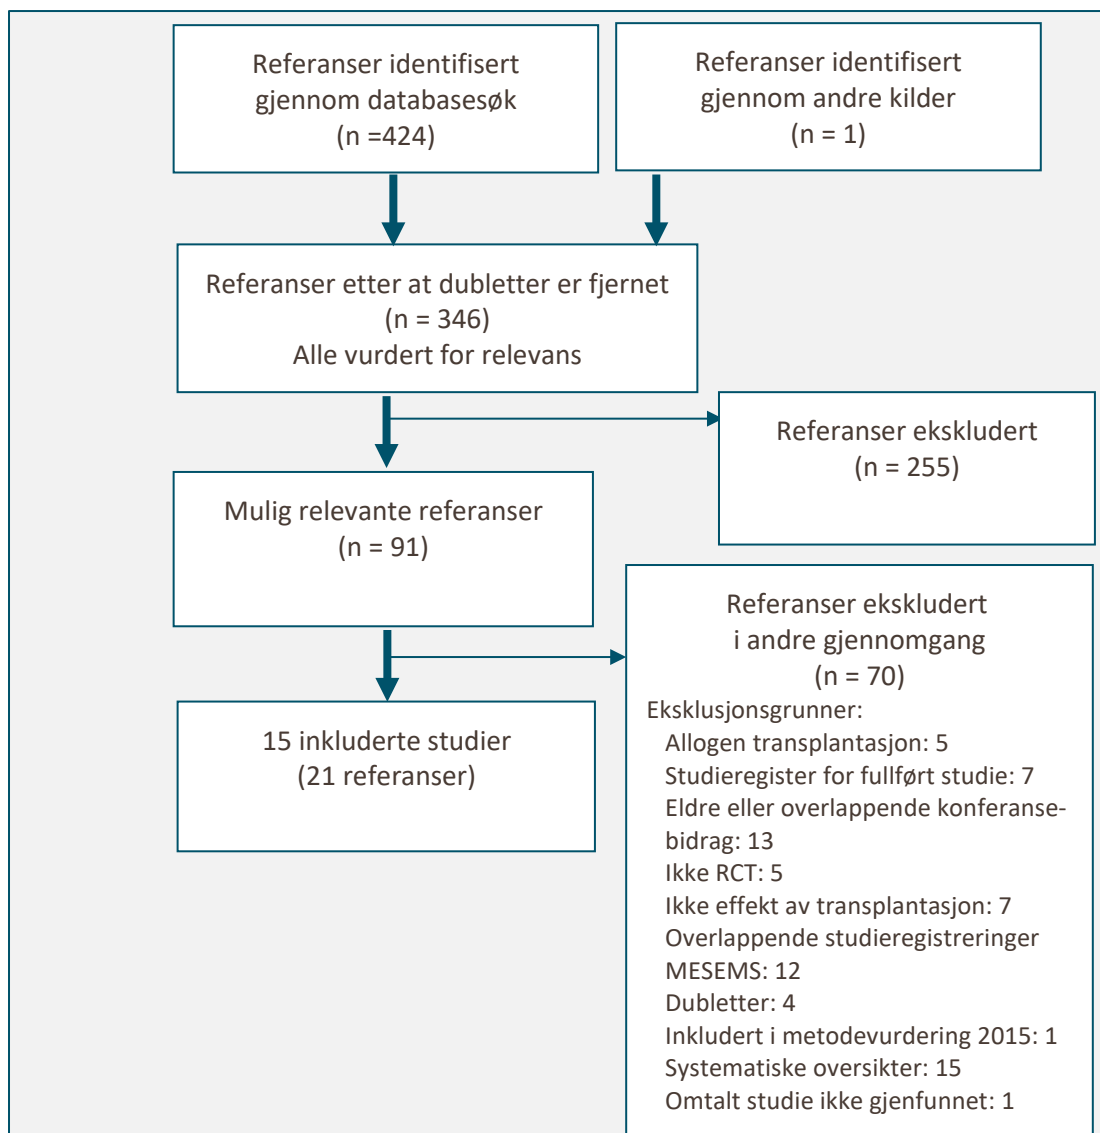 Referanser identifisert
gjennom databasesøk
(n =424)
Referanser identifisert
gjennom andre kilder
(n = 1)
Referanser etter at dubletter er fjernet
(n = 346)
Alle vurdert for relevans
Referanser ekskludert
(n = 255)
Mulig relevante referanser
(n = 91)
Referanser ekskludert
i andre gjennomgang
(n = 70)
Eksklusjonsgrunner:
Allogen transplantasjon: 5
Studieregister for fullført studie: 7
Eldre eller overlappende konferanse-
bidrag: 13
Ikke RCT: 5
Ikke effekt av transplantasjon: 7
Overlappende studieregistreringer
MESEMS: 12
Dubletter: 4
Inkludert i metodevurdering 2015: 1
Systematiske oversikter: 15
Omtalt studie ikke gjenfunnet: 1
15 inkluderte studier
(21 referanser)